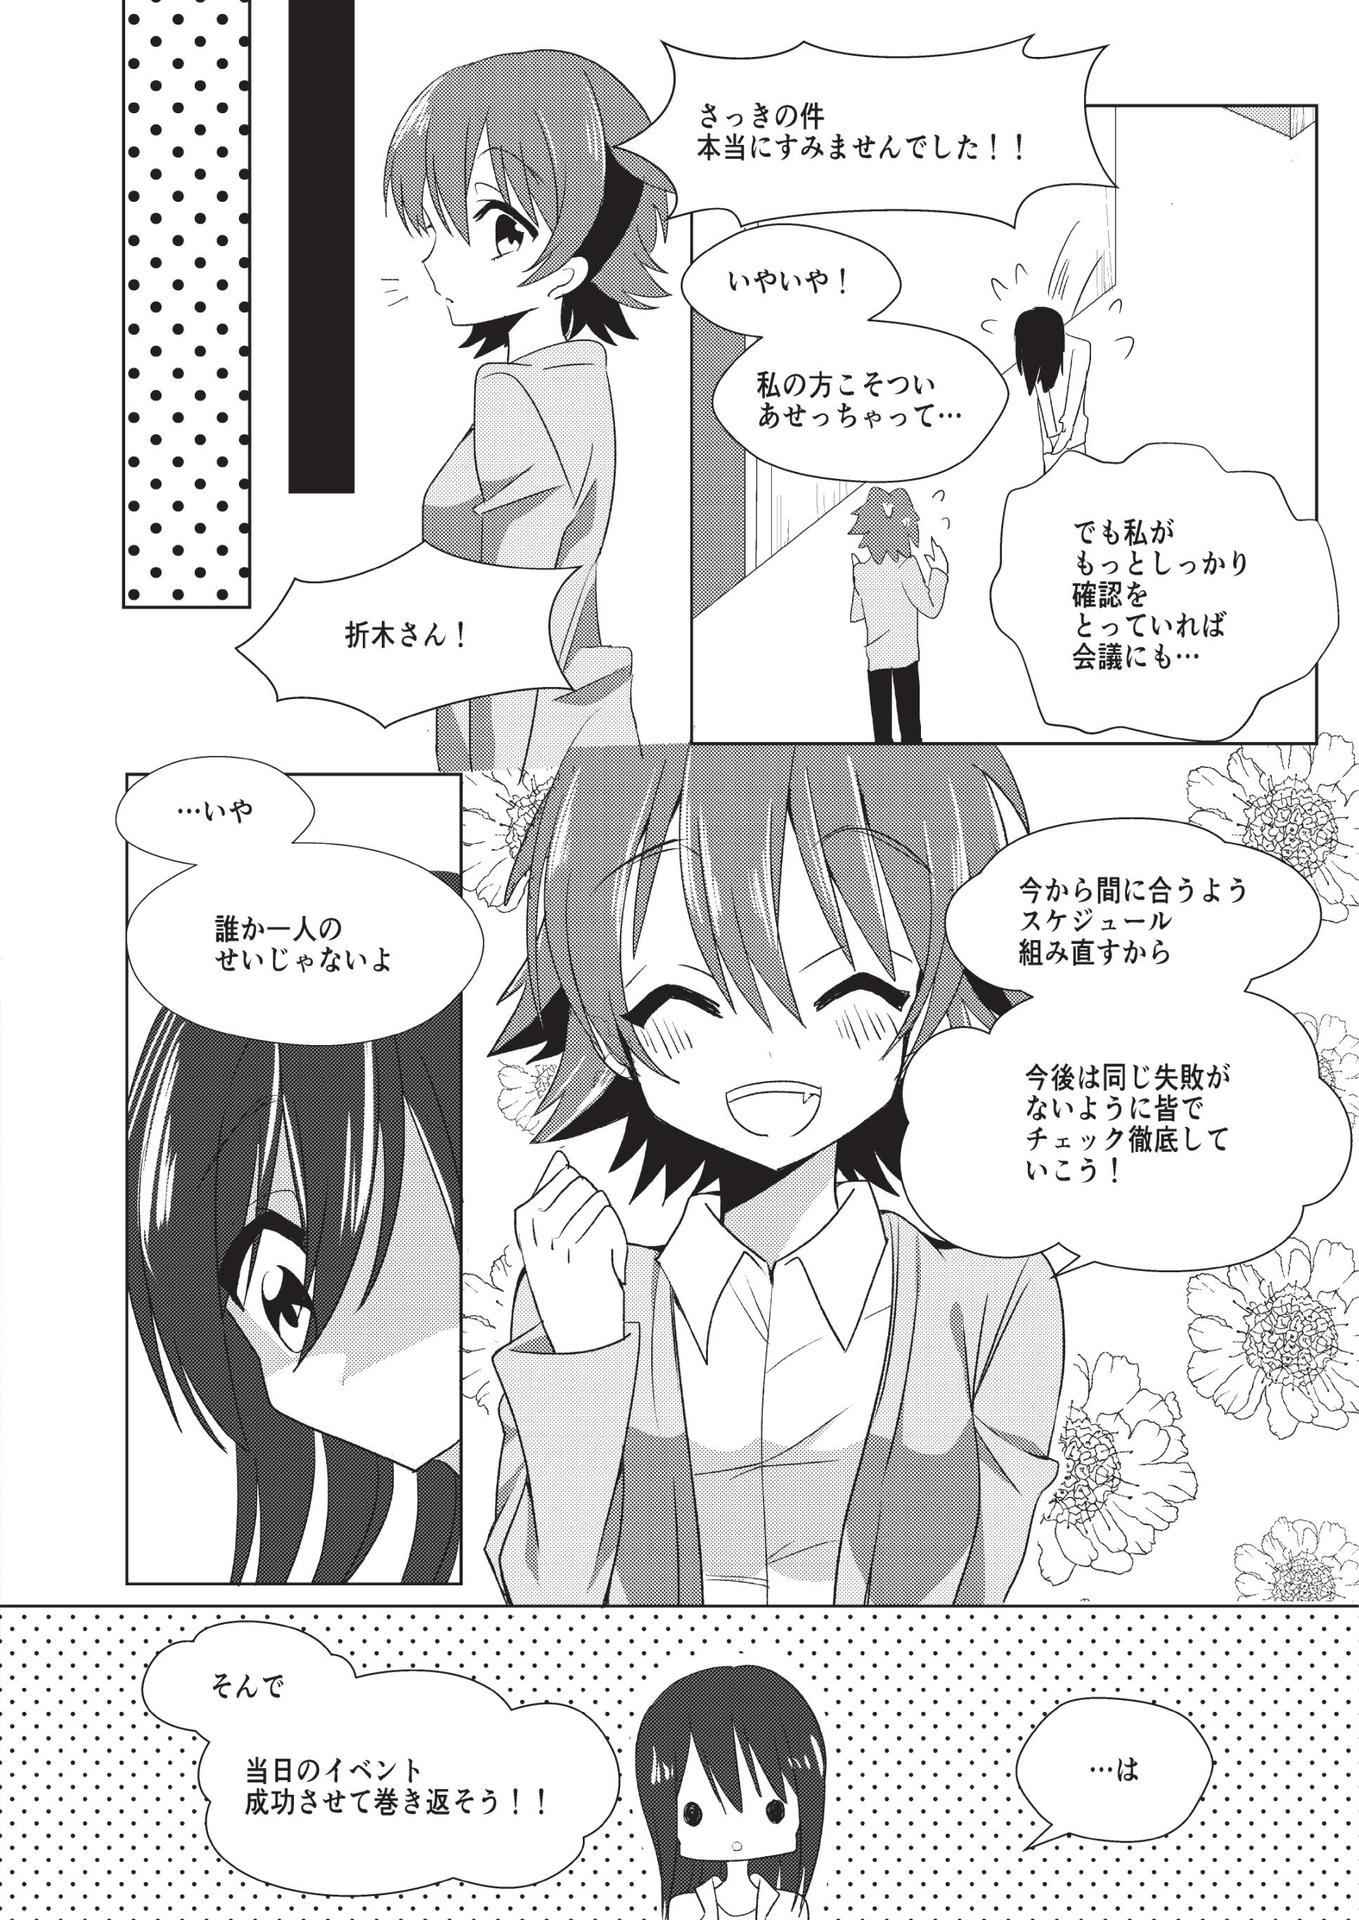 折木さん！
さっきの件
本当にすみませんでした！！
いやいや！
私の方こそつい
あせっちゃって…
でも私が
もっとしっかり
確認を
とっていれば
会議にも…
…いや
誰か一人の
せいじゃないよ
今から間に合うよう
スケジュール
組み直すから
今後は同じ失敗が
ないように皆で
チェック徹底して
いこう！
そんで
当日のイベント
成功させて巻き返そう！！
…は